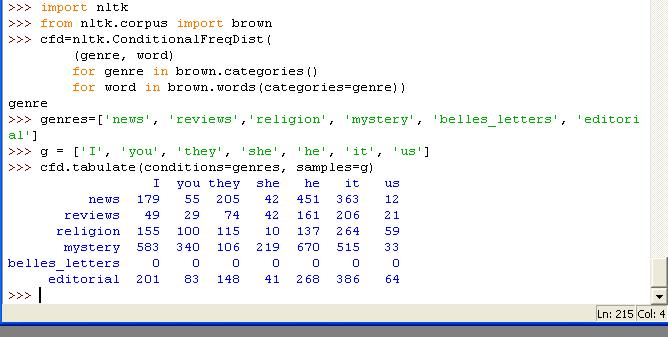 >>> import nltk
>>> from nltk.corpus import brown
>>> cfd=nltk.ConditionalFreqDist(
        (genre, word)
        for genre in brown.categories()
        for word in brown.words(categories=genre))
genre
>>> genres=['news', 'reviews','religion', 'mystery', 'belles_letters', 'editori
al']
>>> g = ['I', 'you', 'they', 'she', 'he', 'it', 'us']
>>> cfd.tabulate(conditions=genres, samples=g)
                  I  you they  she   he   it   us
          news  179   55  205   42  451  363   12
       reviews   49   29   74   42  161  206   21
      religion  155  100  115   10  137  264   59
       mystery  583  340  106  219  670  515   33
belles_letters    0    0    0    0    0    0    0
     editorial  201   83  148   41  268  386   64
>>>
Ln: 215 Col: 4